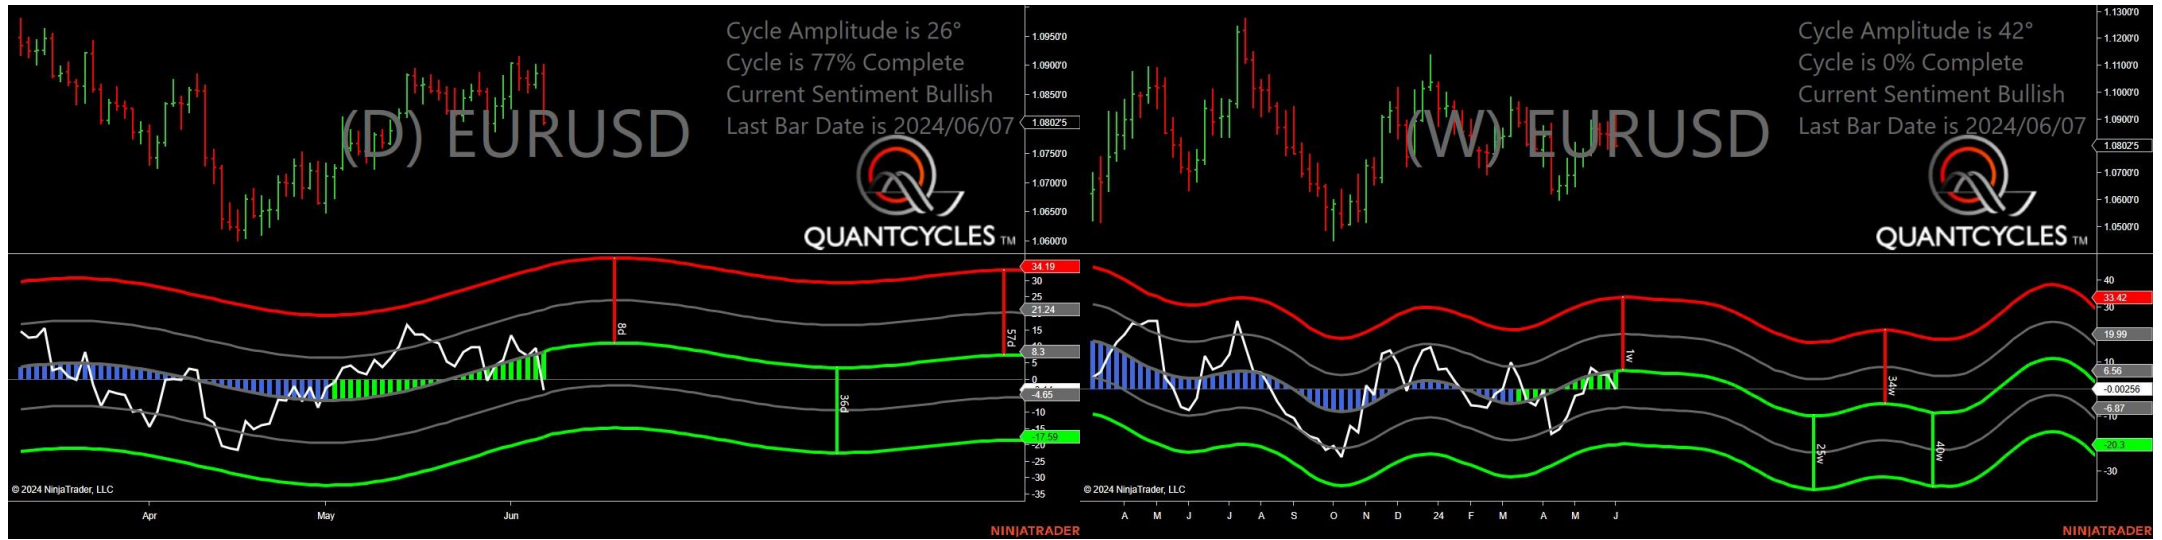 Cycle Amplitude is 26°
Cycle is 77% Complete
Current Sentiment Bullish
Last Bar Date is 2024/06/07
(D) EURUSD
QUANTCYCLES TM
1.0950'0
1.0900'0
1.0850'0
1.0802'5
1.0750'0
1.0700'0
1.0650'0
1.0600'0
34.19
30
25
21.24
15
8.3
5
0
-4.65
-10
-15
-17.59
-20
-25
-30
-35
8d
36d
57d
© 2024 NinjaTrader, LLC
Apr May Jun
NINJATRADER
Cycle Amplitude is 42°
Cycle is 0% Complete
Current Sentiment Bullish
Last Bar Date is 2024/06/07
(W) EURUSD
QUANTCYCLES TM
1.1300'0
1.1200'0
1.1100'0
1.1000'0
1.0900'0
1.0802'5
1.0700'0
1.0600'0
1.0500'0
40
33.42
30
19.99
10
6.56
-0.00256
-6.87
-10
-20.3
-30
1w
25w
34w
40w
© 2024 NinjaTrader, LLC
A M J J A S O N D 24 F M A M J
NINJATRADER